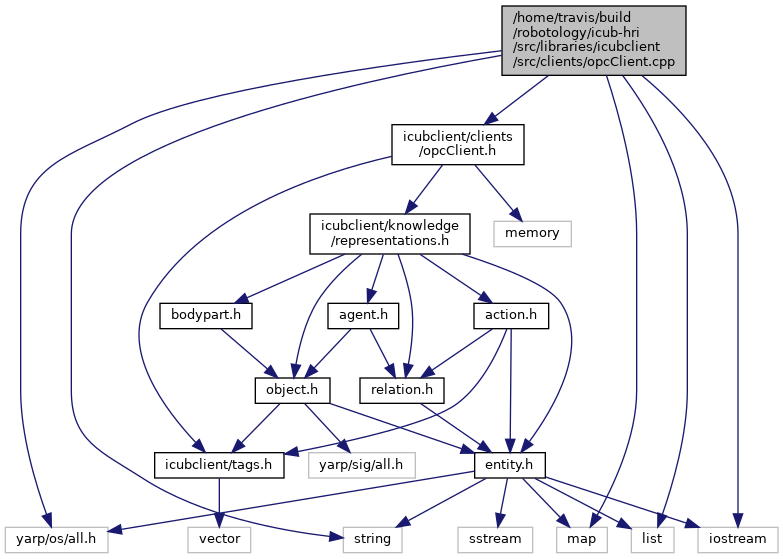 /home/travis/build
/robotology/icub-hri
/src/libraries/icubclient
/src/clients/opcClient.cpp
icubclient/clients
/opcClient.h
icubclient/knowledge
/representations.h
memory
bodypart.h
agent.h
action.h
object.h
relation.h
icubclient/tags.h
yarp/sig/all.h
entity.h
yarp/os/all.h
vector
string
sstream
map
list
iostream